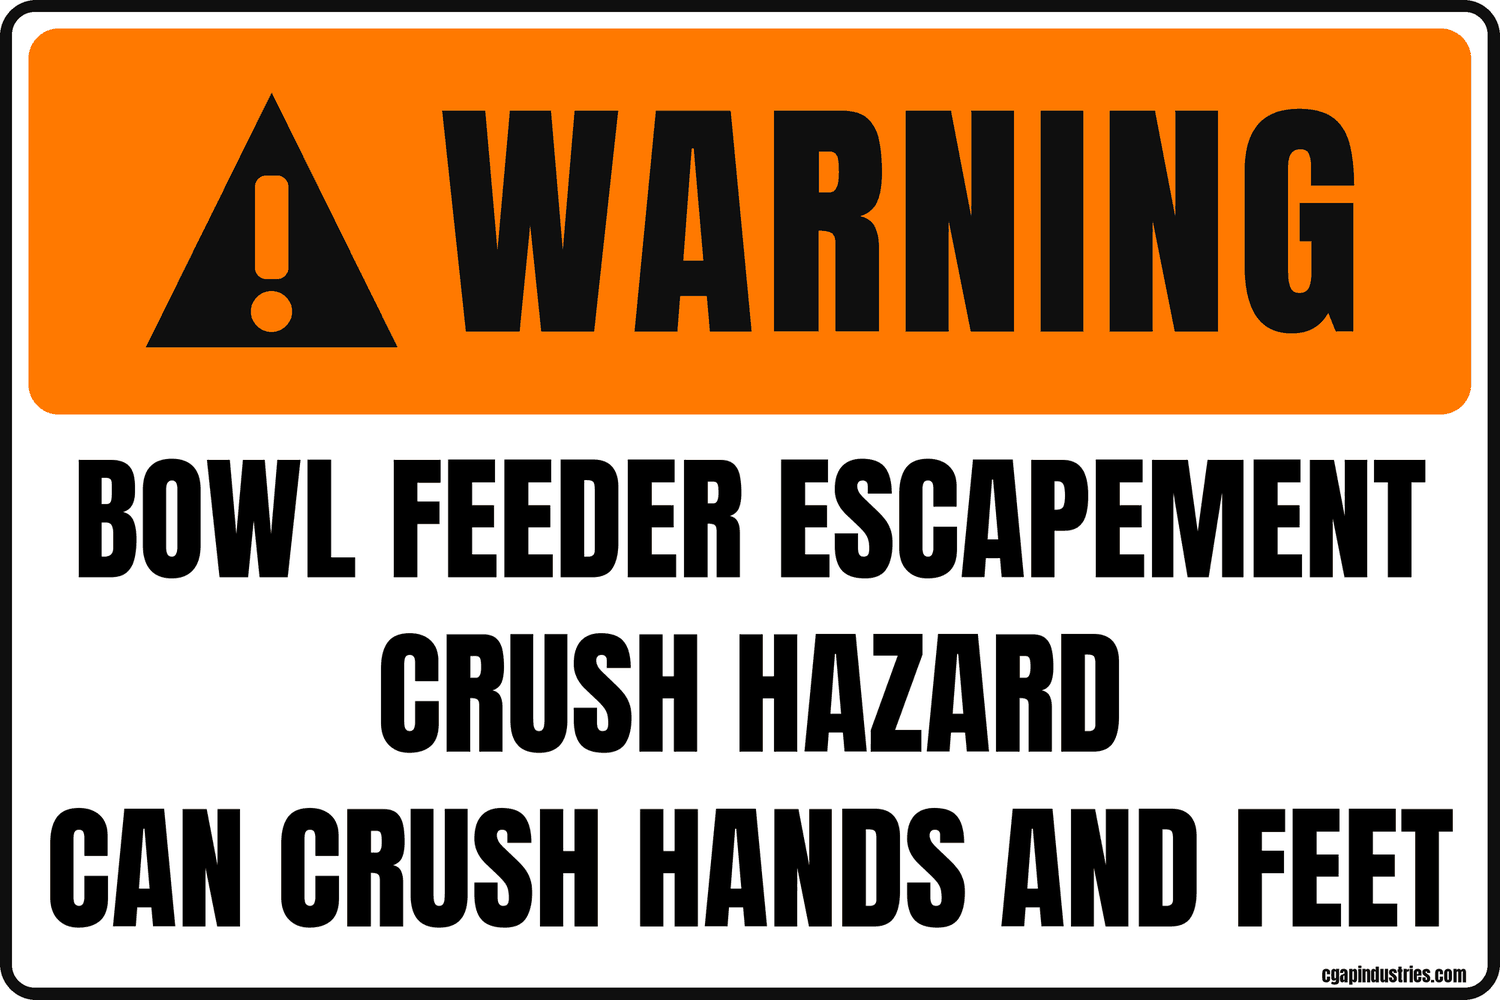 WARNING
BOWL FEEDER ESCAPEMENT
CRUSH HAZARD
CAN CRUSH HANDS AND FEET
cgapindustries.com